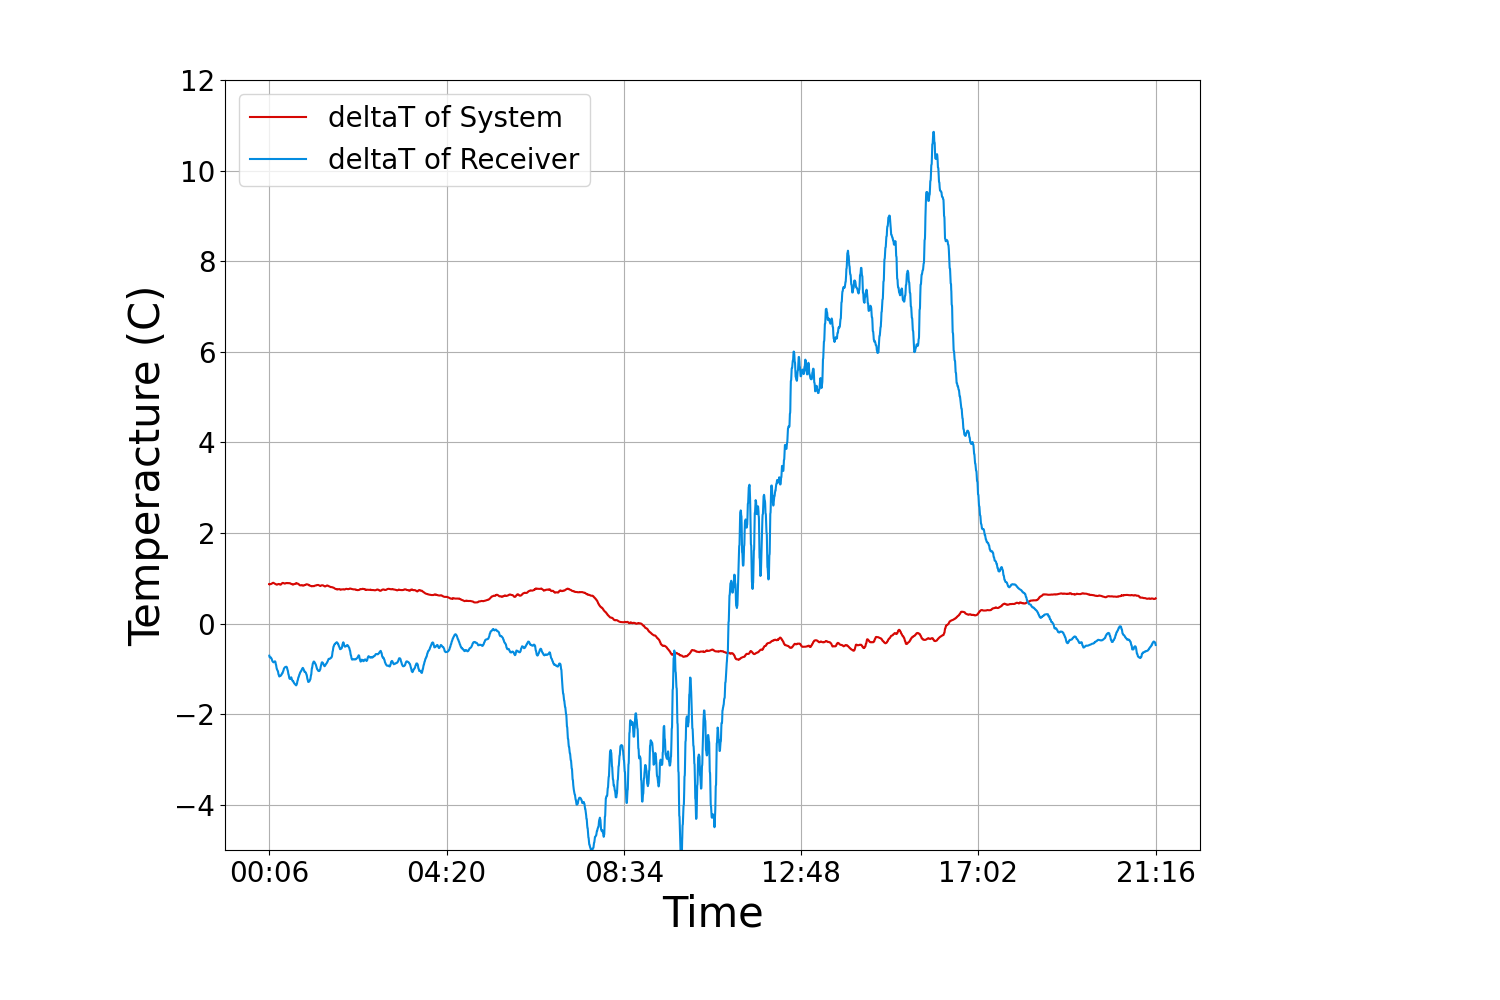 12
10
8
6
4
2
0
−2
−4
Temperacture (C)
deltaT of System
deltaT of Receiver
00:06 04:20 08:34 12:48 17:02 21:16
Time